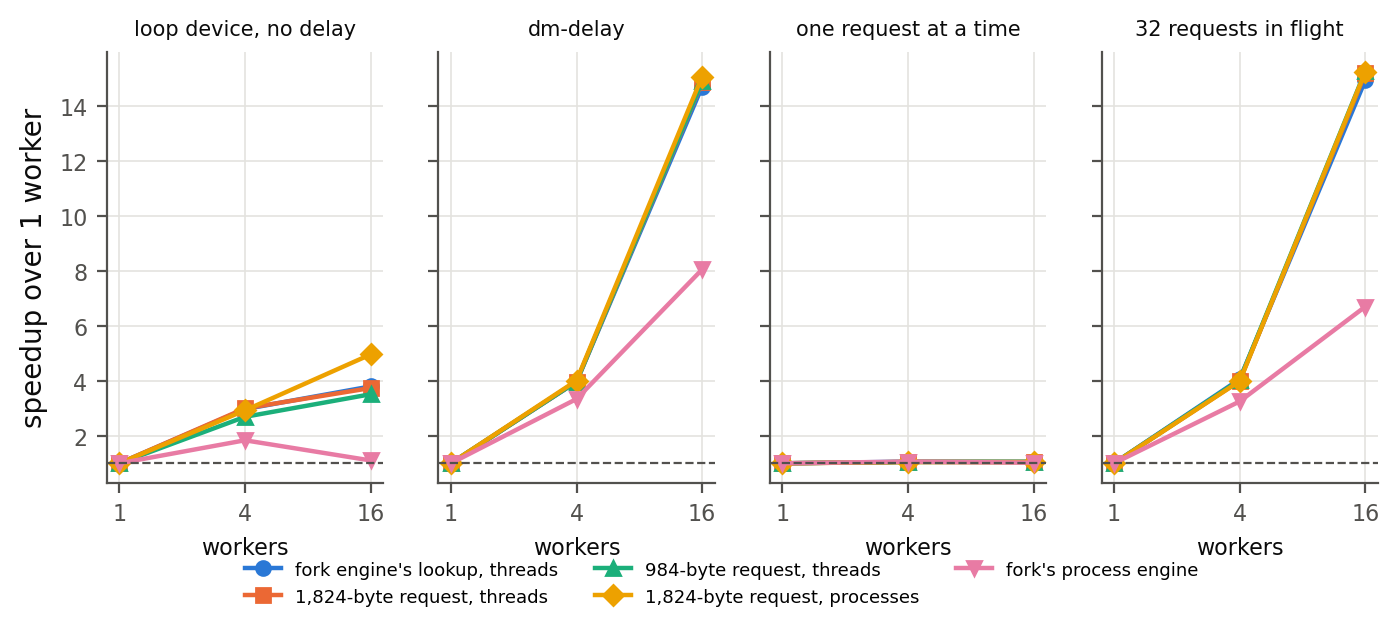 loop device, no delay
dm-delay
one request at a time
32 requests in flight
speedup over 1 worker
14
12
10
8
6
4
2
1 4 16
1 4 16
1 4 16
1 4 16
workers
workers
workers
workers
fork engine's lookup, threads
984-byte request, threads
fork's process engine
1,824-byte request, threads
1,824-byte request, processes